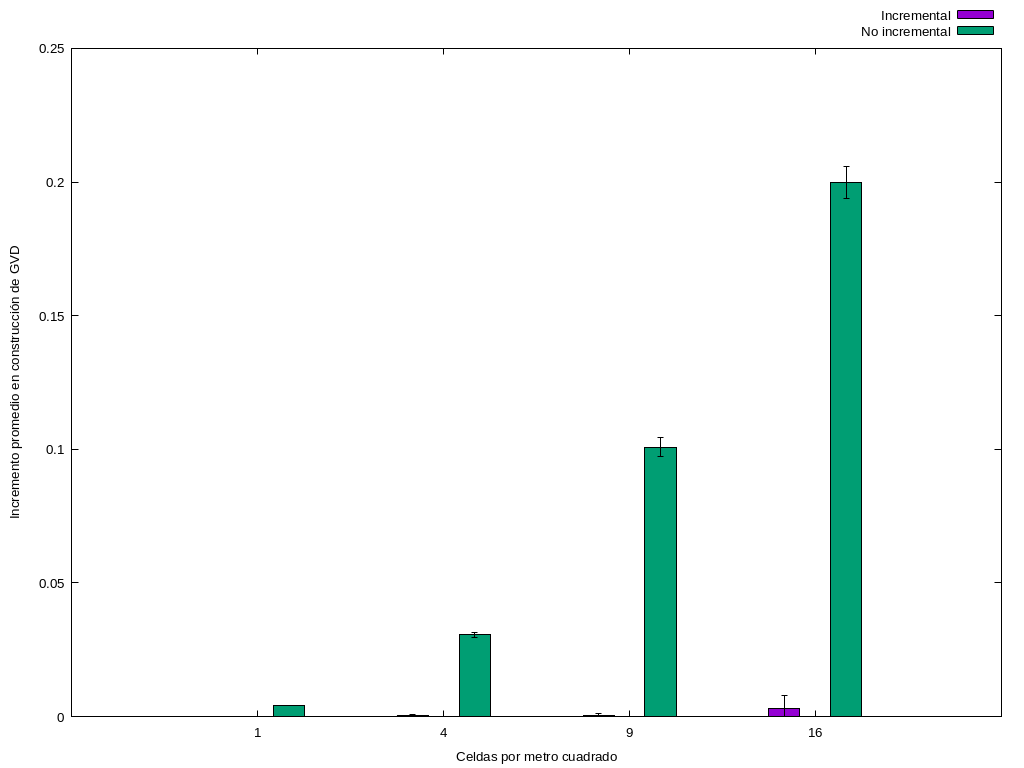 Incremental
No incremental
0.25
0.2
0.15
0.1
0.05
0
Incremento promedio en construcción de GVD
1 4 9 16
Celdas por metro cuadrado